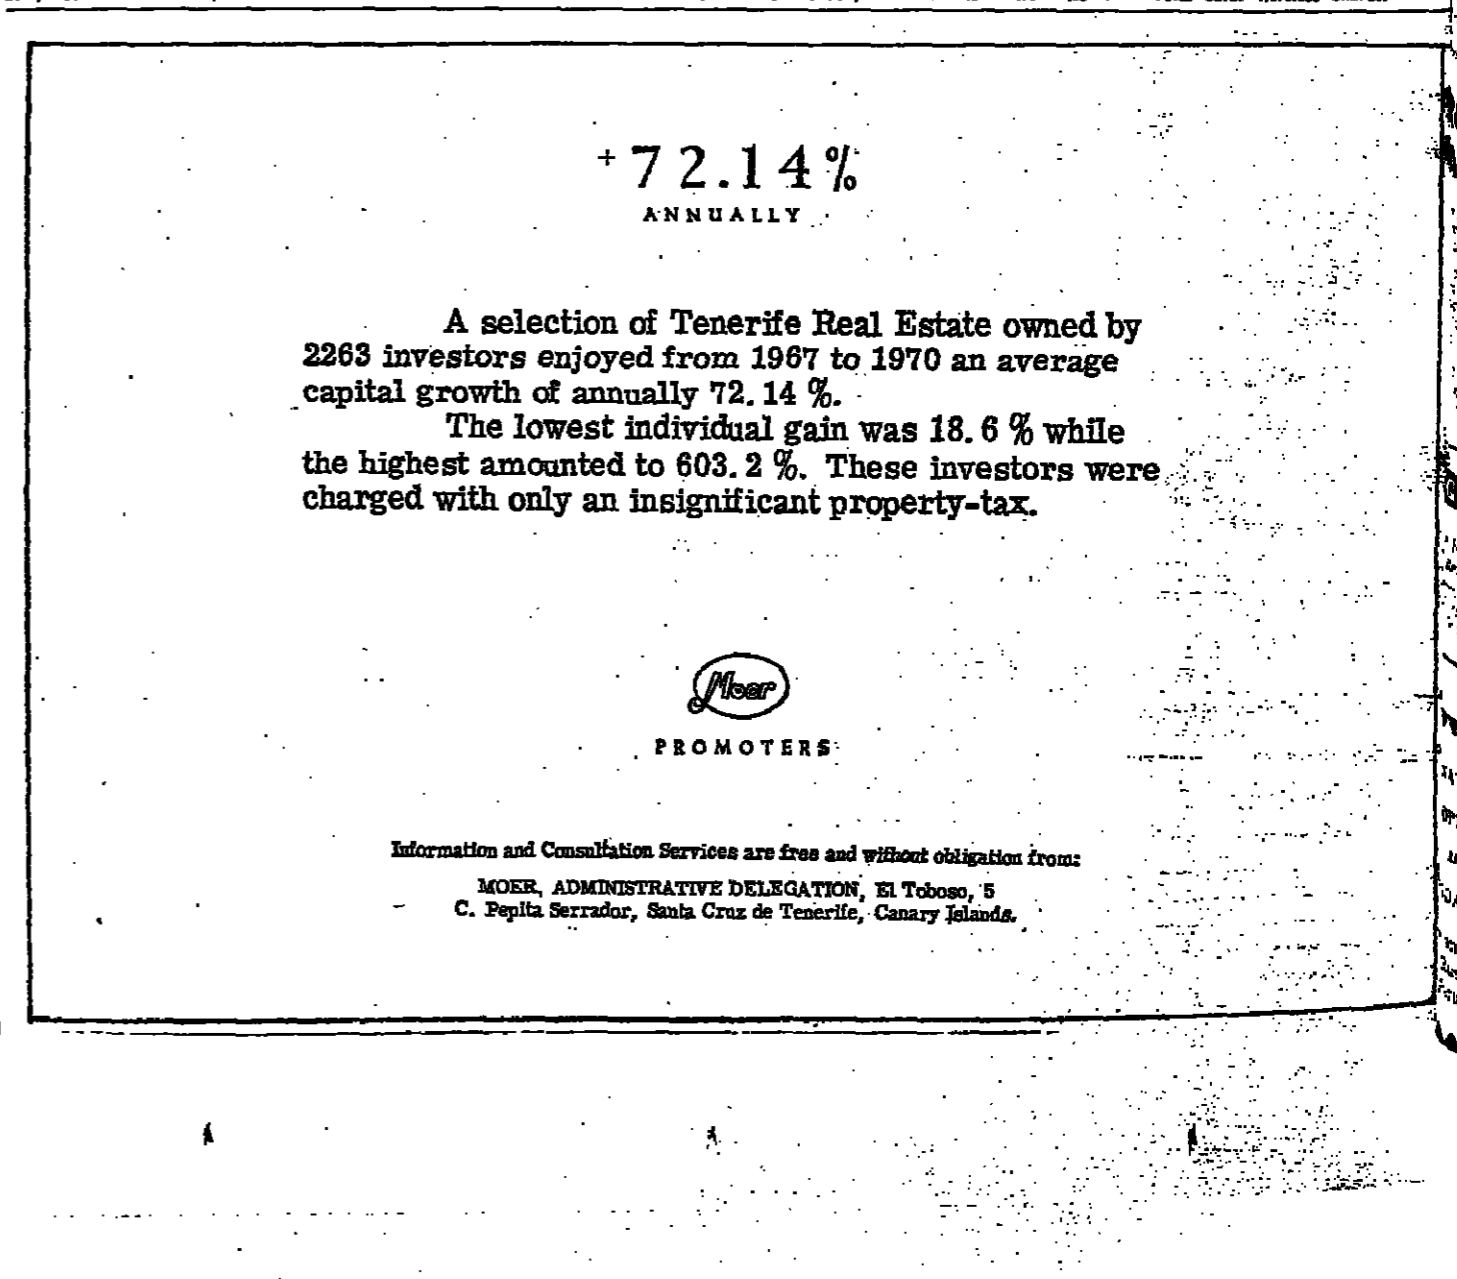 +72.14%
ANNUALLY
A selection of Tenerife Real Estate owned by
2263 investors enjoyed from 1967 to 1970 an average
capital growth of annually 72.14 %.
The lowest individual gain was 18.6 % while
the highest amounted to 603.2 %. These investors were
charged with only an insignificant property-tax.
Moer
PROMOTERS
Information and Consultation Services are free and without obligation from:
MOER, ADMINISTRATIVE DELEGATION, El Toboso, 5
C. Pepita Serrador, Santa Cruz de Tenerife, Canary Islands.